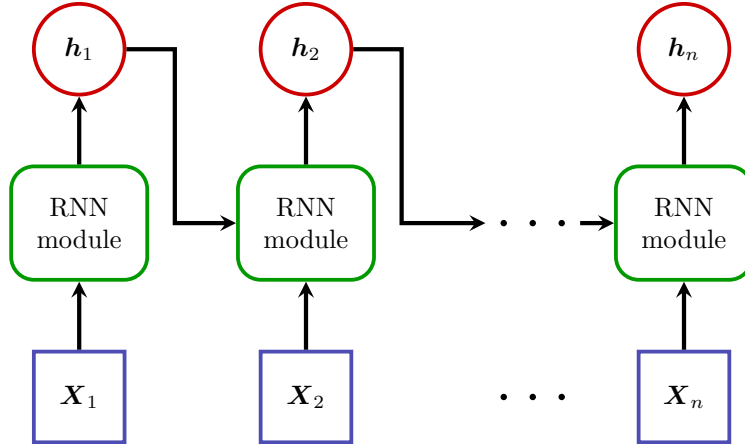 h₁ h₂ hₙ
RNN RNN RNN
module module · · · module
X₁ X₂ · · · Xₙ